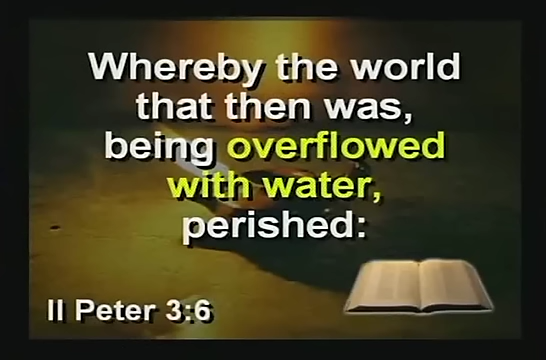 Whereby the world
that then was,
being overflowed
with water,
perished:
II Peter 3:6